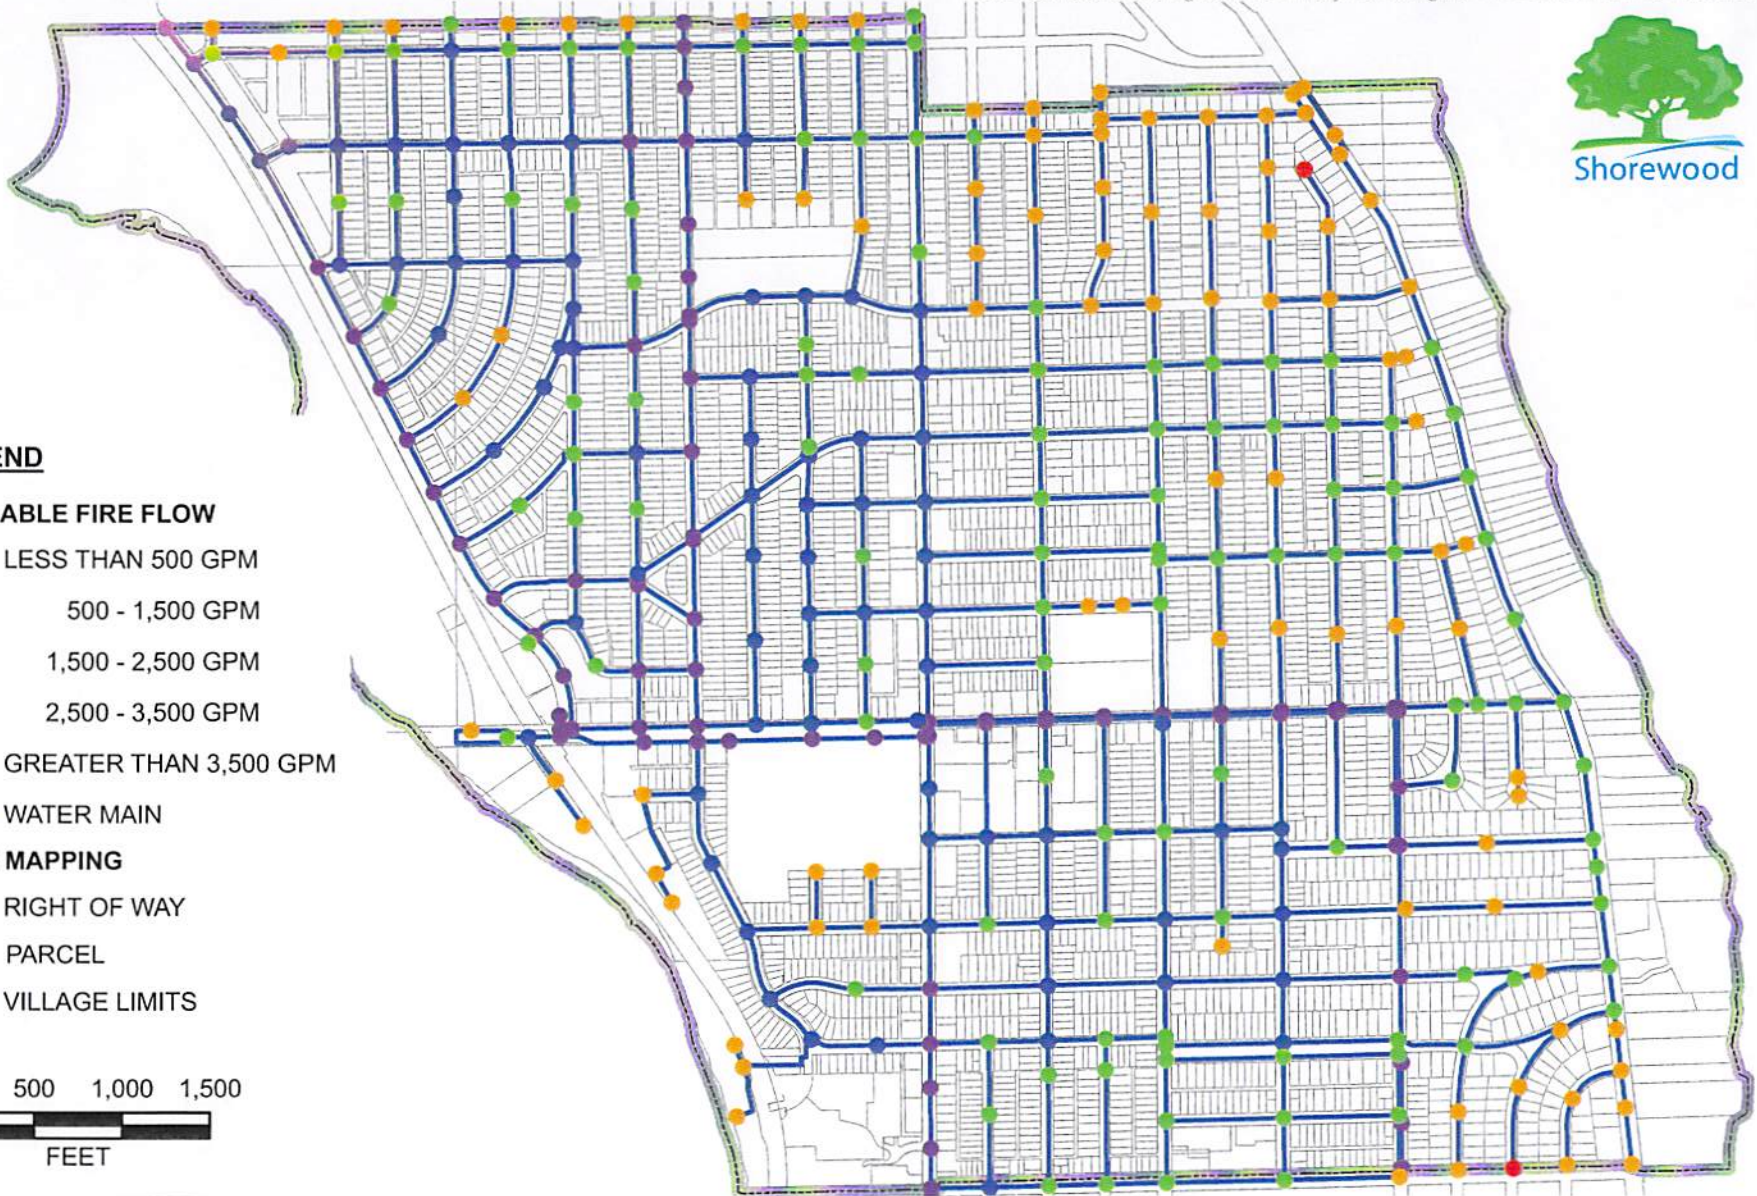 Shorewood
END
ABLE FIRE FLOW
LESS THAN 500 GPM
500 - 1,500 GPM
1,500 - 2,500 GPM
2,500 - 3,500 GPM
GREATER THAN 3,500 GPM
WATER MAIN
MAPPING
RIGHT OF WAY
PARCEL
VILLAGE LIMITS
500 1,000 1,500
FEET